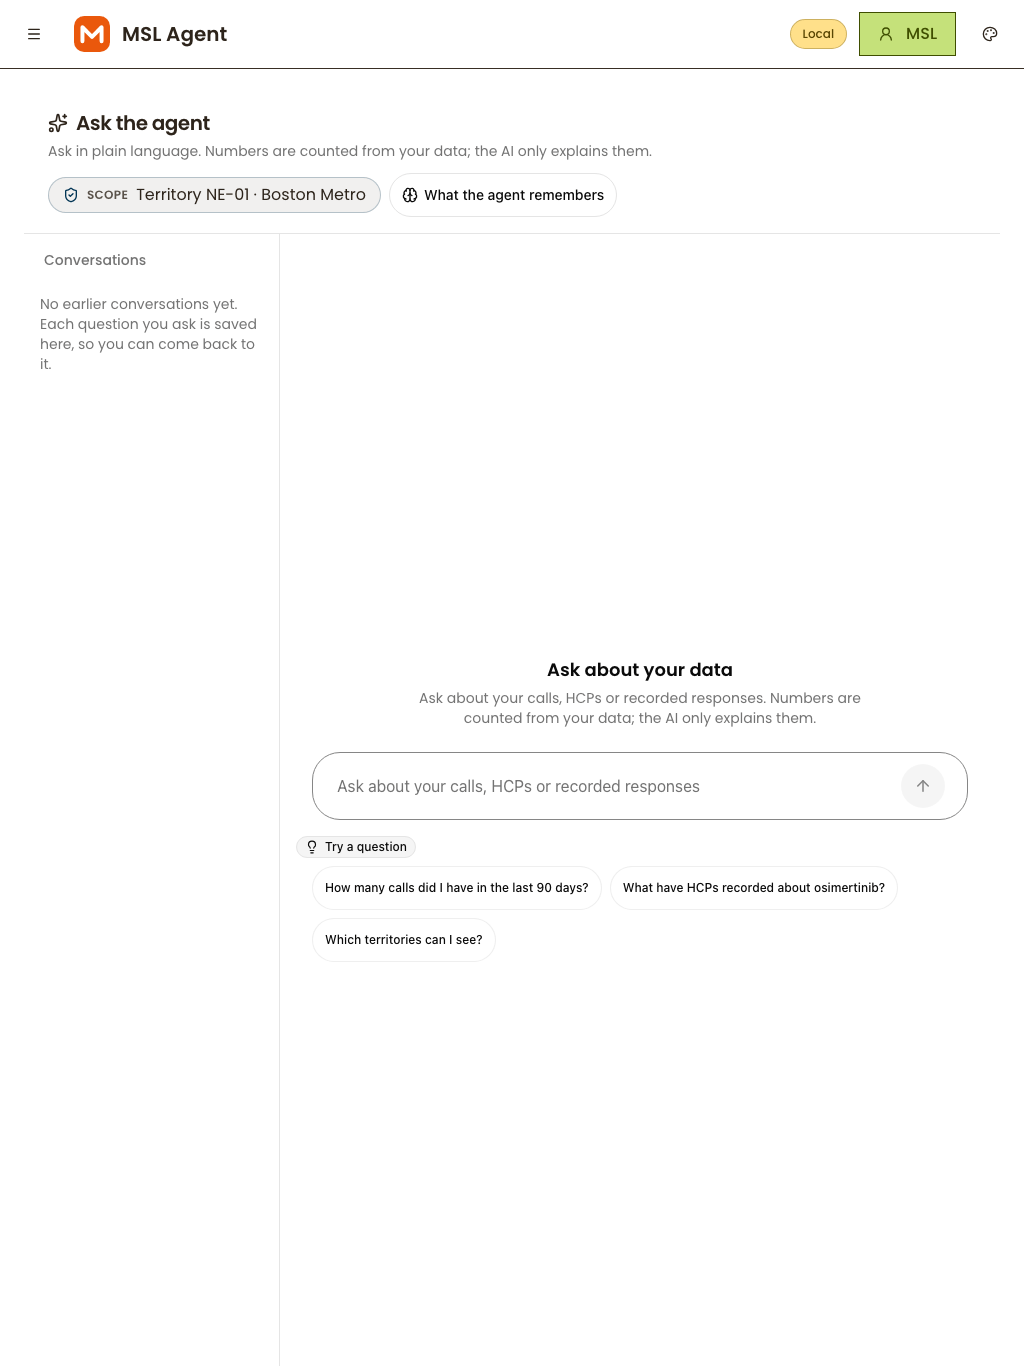 MSL Agent
Local
MSL
Ask the agent
Ask in plain language. Numbers are counted from your data; the AI only explains them.
SCOPE Territory NE-01 · Boston Metro
What the agent remembers
Conversations
No earlier conversations yet.
Each question you ask is saved
here, so you can come back to
it.
Ask about your data
Ask about your calls, HCPs or recorded responses. Numbers are
counted from your data; the AI only explains them.
Ask about your calls, HCPs or recorded responses
Try a question
How many calls did I have in the last 90 days?
What have HCPs recorded about osimertinib?
Which territories can I see?